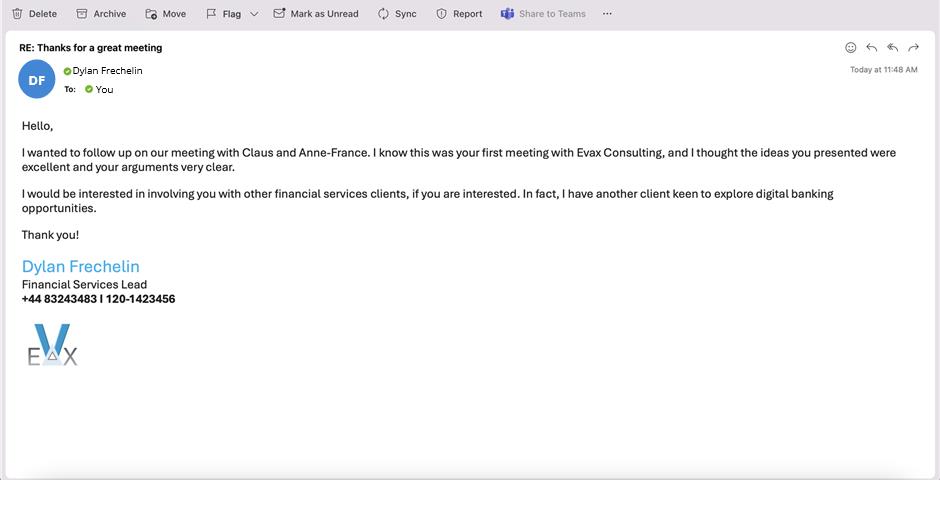 Delete Archive Move Flag Mark as Unread Sync Report Share to Teams ...
RE: Thanks for a great meeting
DF
Dylan Frechelin
Today at 11:48 AM
To: You
Hello,
I wanted to follow up on our meeting with Claus and Anne-France. I know this was your first meeting with Evax Consulting, and I thought the ideas you presented were
excellent and your arguments very clear.
I would be interested in involving you with other financial services clients, if you are interested. In fact, I have another client keen to explore digital banking
opportunities.
Thank you!
Dylan Frechelin
Financial Services Lead
+44 83243483 I 120-1423456
EVAX